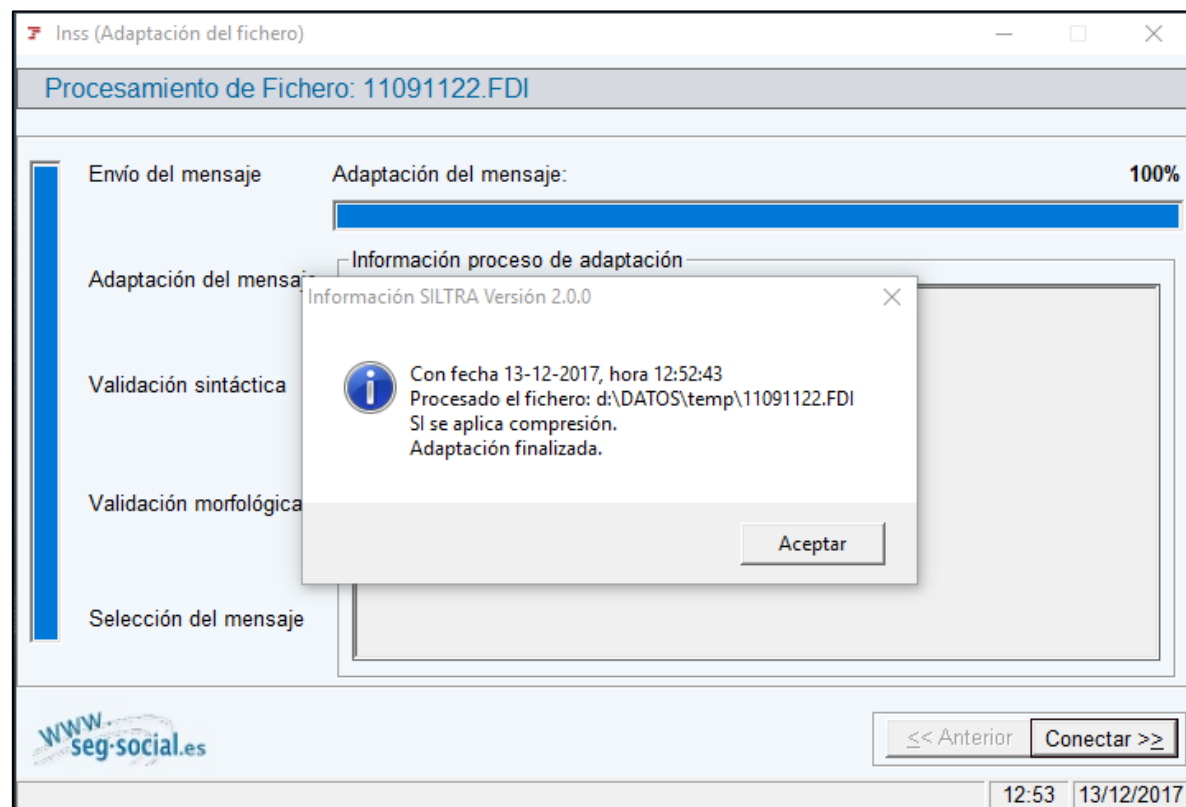 Inss (Adaptación del fichero)
Procesamiento de Fichero: 11091122.FDI
Envío del mensaje
Adaptación del mensaje:
100%
Información proceso de adaptación
Adaptación del mensaje
Información SILTRA Versión 2.0.0
Con fecha 13-12-2017, hora 12:52:43
Procesado el fichero: d:\DATOS\temp\11091122.FDI
SI se aplica compresión.
Adaptación finalizada.
Validación sintáctica
Validación morfológica
Aceptar
Selección del mensaje
www.
seg-social.es
<< Anterior
Conectar >>
12:53
13/12/2017